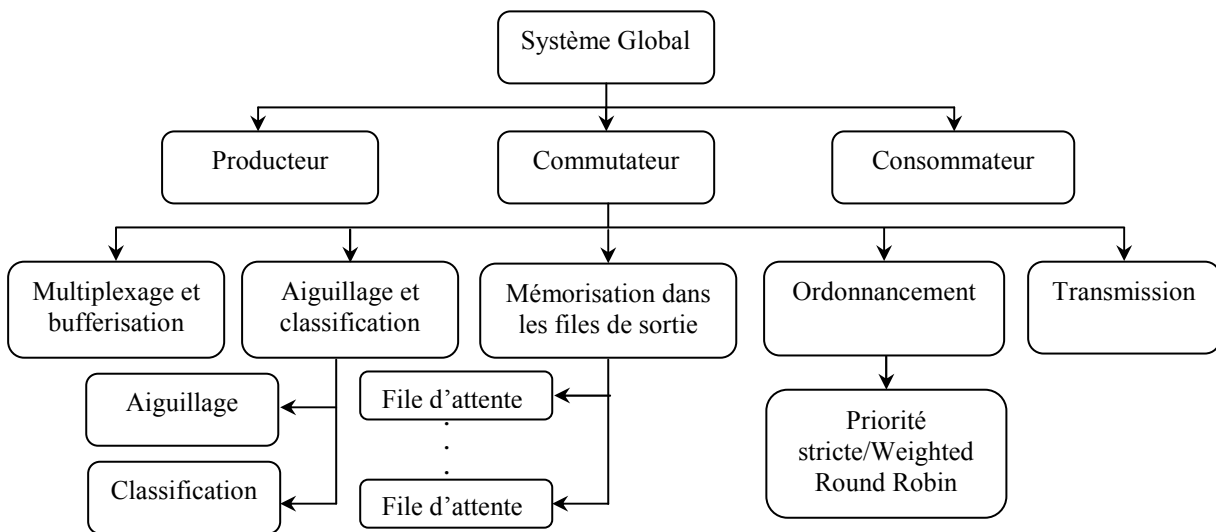 Système Global
Producteur
Commutateur
Consommateur
Multiplexage et
bufferisation
Aiguillage et
classification
Mémorisation dans
les files de sortie
Ordonnancement
Transmission
Aiguillage
Classification
File d'attente
File d'attente
Priorité
stricte/Weighted
Round Robin